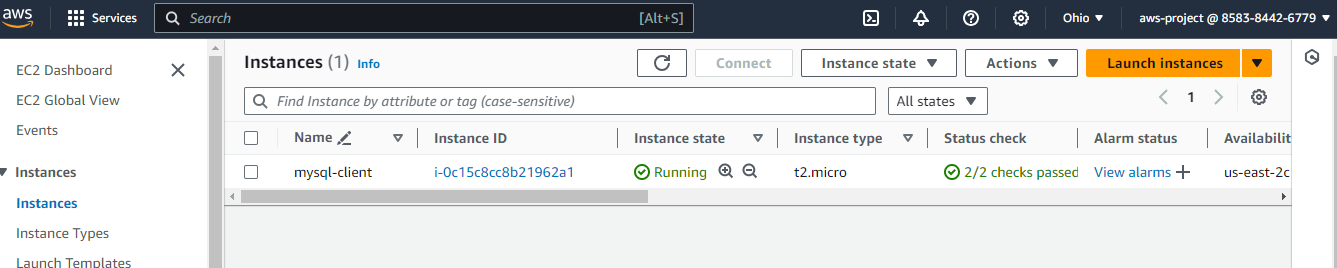 aws Services Search [Alt+S] Ohio aws-project @ 8583-8442-6779
EC2 Dashboard
EC2 Global View
Events
Instances
Instances
Instance Types
Launch Templates
Instances (1) Info Connect Instance state Actions Launch instances
Find Instance by attribute or tag (case-sensitive) All states 1
Name Instance ID Instance state Instance type Status check Alarm status Availabilit
mysql-client i-0c15c8cc8b21962a1 Running t2.micro 2/2 checks passed View alarms us-east-2c